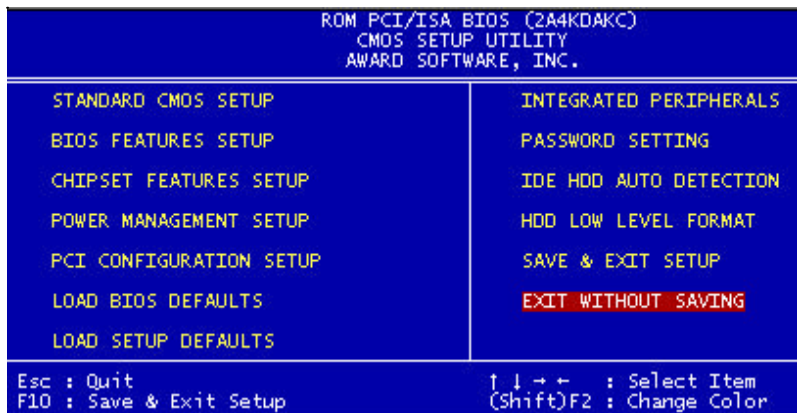 ROM PCI/ISA BIOS (2A4KDAKC)
CMOS SETUP UTILITY
AWARD SOFTWARE, INC.
STANDARD CMOS SETUP
BIOS FEATURES SETUP
CHIPSET FEATURES SETUP
POWER MANAGEMENT SETUP
PCI CONFIGURATION SETUP
LOAD BIOS DEFAULTS
LOAD SETUP DEFAULTS
INTEGRATED PERIPHERALS
PASSWORD SETTING
IDE HDD AUTO DETECTION
HDD LOW LEVEL FORMAT
SAVE & EXIT SETUP
EXIT WITHOUT SAVING
Esc : Quit
F10 : Save & Exit Setup
↑ ↓ → ← : Select Item
(Shift)F2 : Change Color